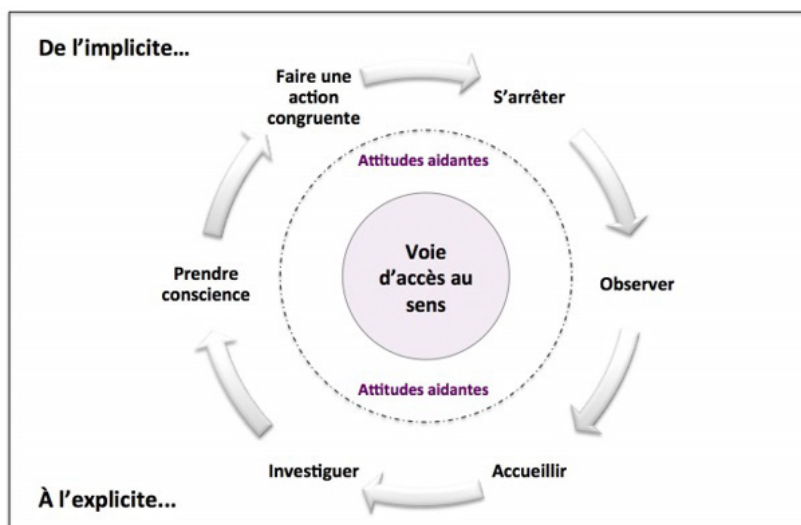 De l'implicite...
Faire une
action
congruente
S'arrêter
Attitudes aidantes
Voie
d'accès au
sens
Prendre
conscience
Observer
Attitudes aidantes
Investiguer
Accueillir
À l'explicite...